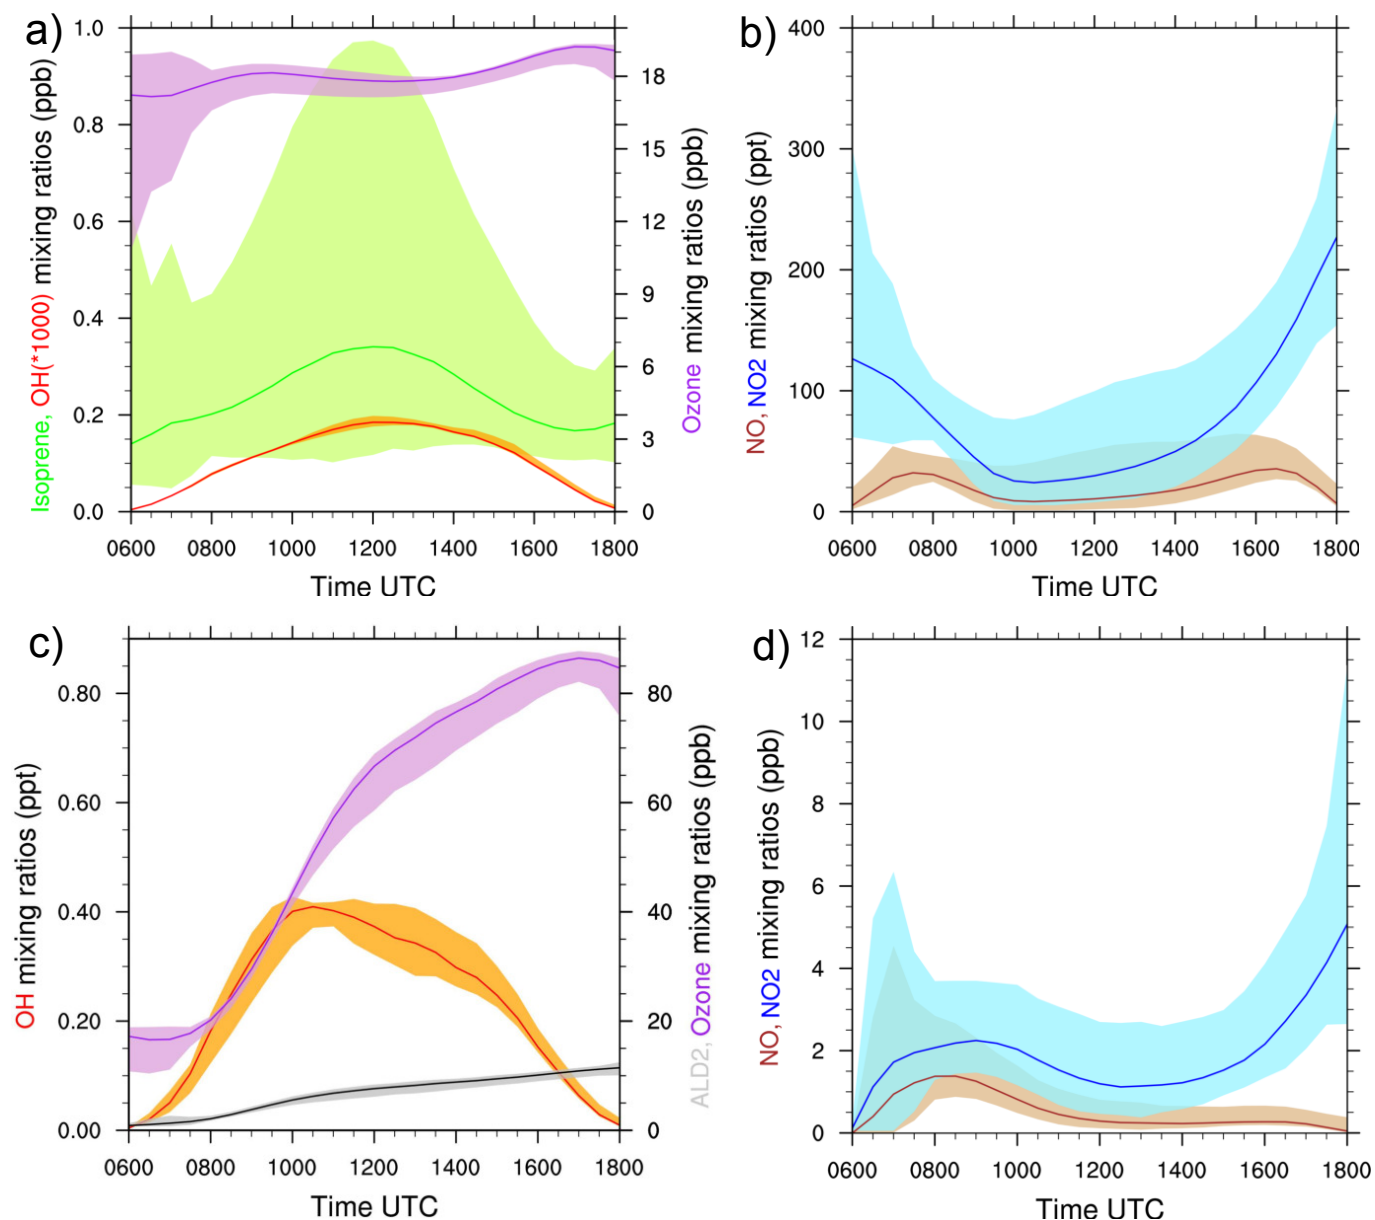 a)
1.0
0.8
0.6
0.4
0.2
0.0
Isoprene, OH(*1000) mixing ratios (ppb)
18
15
12
9
6
3
0
Ozone mixing ratios (ppb)
0600 0800 1000 1200 1400 1600 1800
Time UTC
b)
400
300
200
100
0
NO, NO2 mixing ratios (ppt)
0600 0800 1000 1200 1400 1600 1800
Time UTC
c)
0.80
0.60
0.40
0.20
0.00
OH mixing ratios (ppt)
80
60
40
20
0
ALD2, Ozone mixing ratios (ppb)
0600 0800 1000 1200 1400 1600 1800
Time UTC
d)
12
10
8
6
4
2
0
NO, NO2 mixing ratios (ppb)
0600 0800 1000 1200 1400 1600 1800
Time UTC